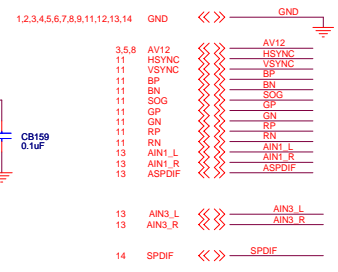 1,2,3,4,5,6,7,8,9,11,12,13,14 GND GND
3,5,8 AV12 AV12
11 HSYNC HSYNC
11 VSYNC VSYNC
11 BP BP
11 BN BN
11 SOG SOG
11 GP GP
11 GN GN
11 RP RP
11 RN RN
13 AIN1_L AIN1_L
13 AIN1_R AIN1_R
13 ASPDIF ASPDIF
CB159
0.1uF
13 AIN3_L AIN3_L
13 AIN3_R AIN3_R
14 SPDIF SPDIF